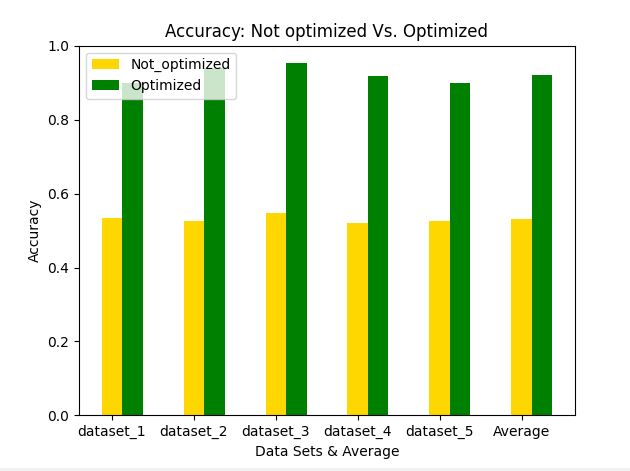 Accuracy: Not optimized Vs. Optimized
Not_optimized
Optimized
1.0
0.8
0.6
0.4
0.2
0.0
Accuracy
dataset_1 dataset_2 dataset_3 dataset_4 dataset_5 Average
Data Sets & Average